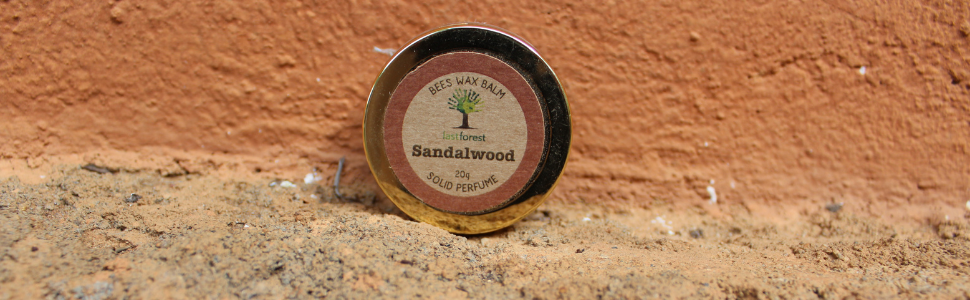 BEES WAX BALM
lastforest
Sandalwood
20g
SOLID PERFUME